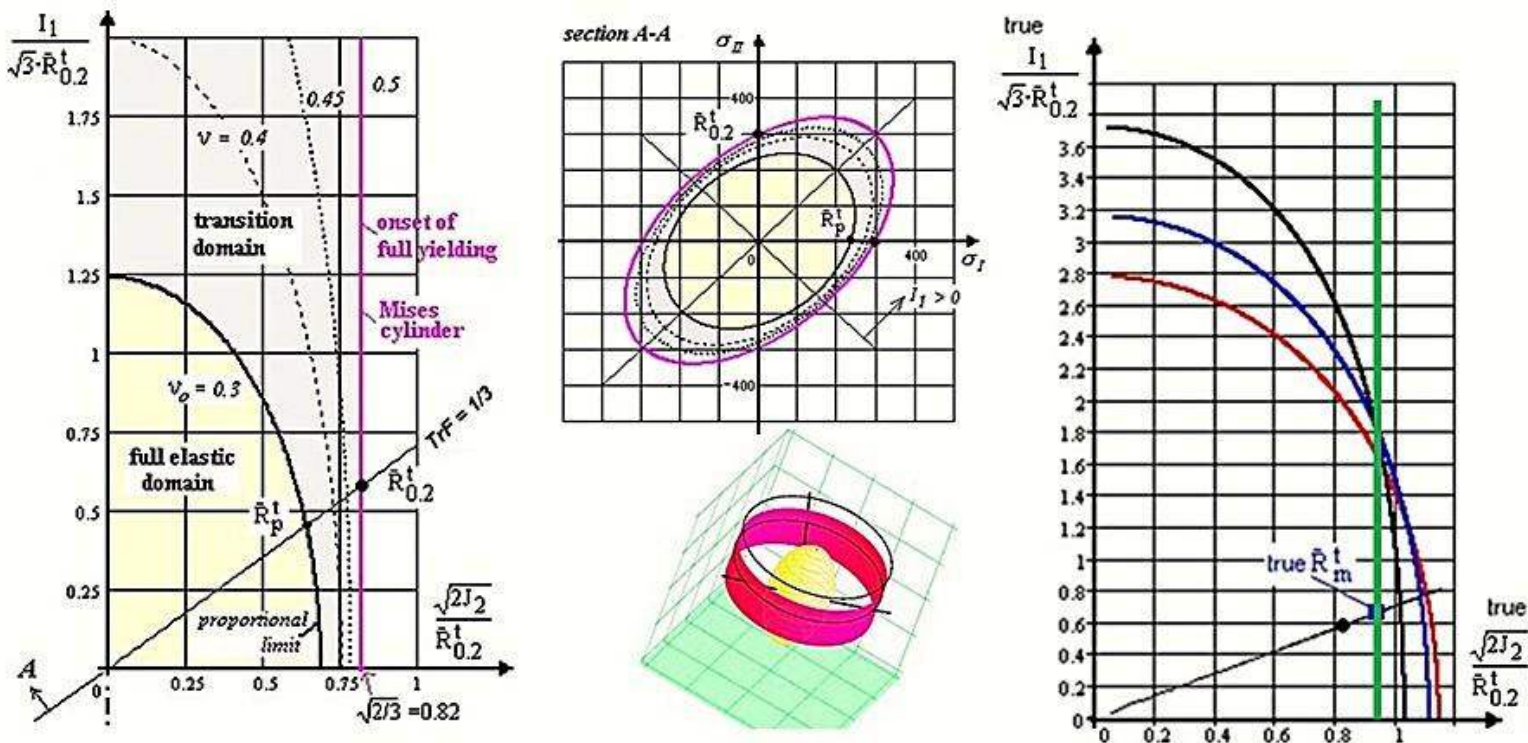 I₁
√3·R̄ᵗ0.2
1.75
1.5
1.25
1
0.75
0.5
0.25
0
0
0.25
0.5
0.75
1
0.45
0.5
ν = 0.4
transition
domain
onset of
full yielding
Mises
cylinder
ν₀ = 0.3
full elastic
domain
TrF = 1/3
R̄ᵗ0.2
R̄ᵗp
proportional
limit
√2J₂
R̄ᵗ0.2
A
√2/3 =0.82
section A-A
σII
400
R̄ᵗ0.2
R̄ᵗp
0
400
σI
I₁ > 0
-400
true
I₁
√3·R̄ᵗ0.2
3.6
3.4
3.2
3
2.8
2.6
2.4
2.2
2
1.8
1.6
1.4
1.2
1
0.8
0.6
0.4
0.2
0
0
0.2
0.4
0.6
0.8
1
true R̄ᵗm
true
√2J₂
R̄ᵗ0.2